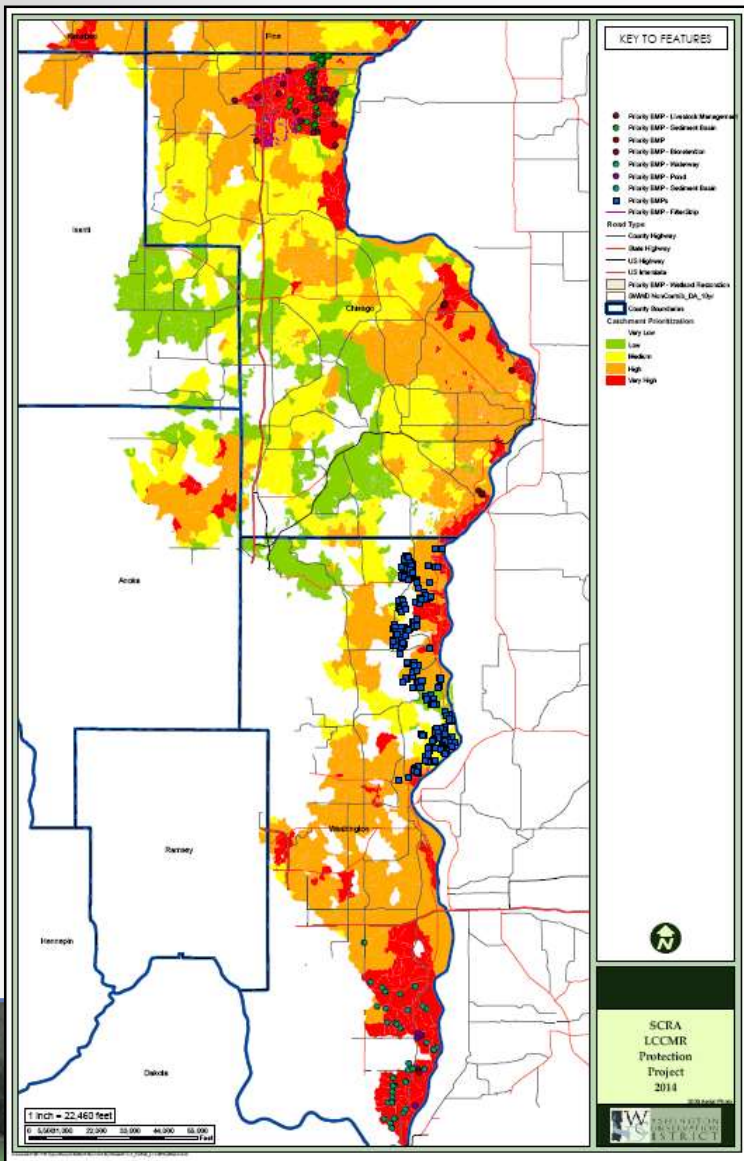 KEY TO FEATURES
Priority BMP - Livestock Management
Priority BMP - Sediment Basin
Priority BMP
Priority BMP - Bioretention
Priority BMP - Waterway
Priority BMP - Pond
Priority BMP - Sediment Basin
Priority BMPs
Priority BMP - FilterStrip
Road Type
County Highway
State Highway
US Highway
US Interstate
Priority BMP - Wetland Restoration
County Boundaries
Catchment Prioritization
Very Low
Low
Medium
High
Very High
Pine
Isanti
Chisago
Anoka
Washington
Ramsey
Hennepin
Dakota
1 inch = 22,460 feet
Feet
SCRA
LCCMR
Protection
Project
2014
WASHINGTON
CONSERVATION
DISTRICT